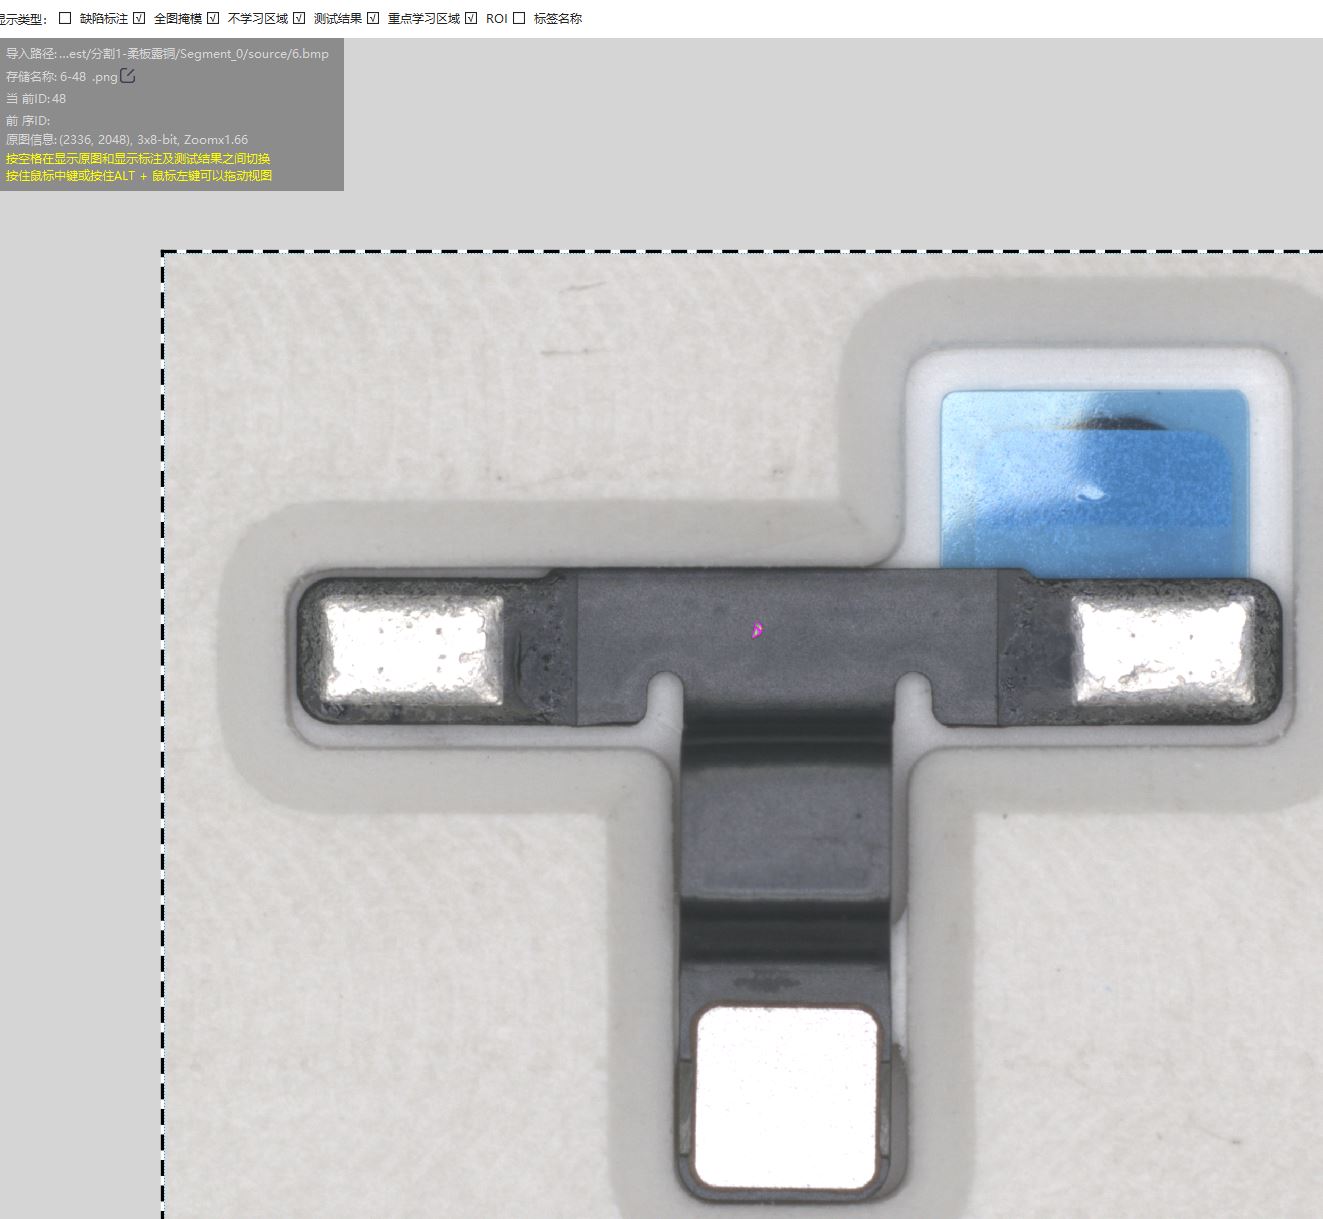 显示类型: 缺陷标注 全图掩模 不学习区域 测试结果 重点学习区域 ROI 标签名称
导入路径: ...est/分割1-柔板露铜/Segment_0/source/6.bmp
存储名称: 6-48 .png
当 前ID: 48
前 序ID:
原图信息: (2336, 2048), 3x8-bit, Zoomx1.66
按空格在显示原图和显示标注及测试结果之间切换
按住鼠标中键或按住ALT + 鼠标左键可以拖动视图